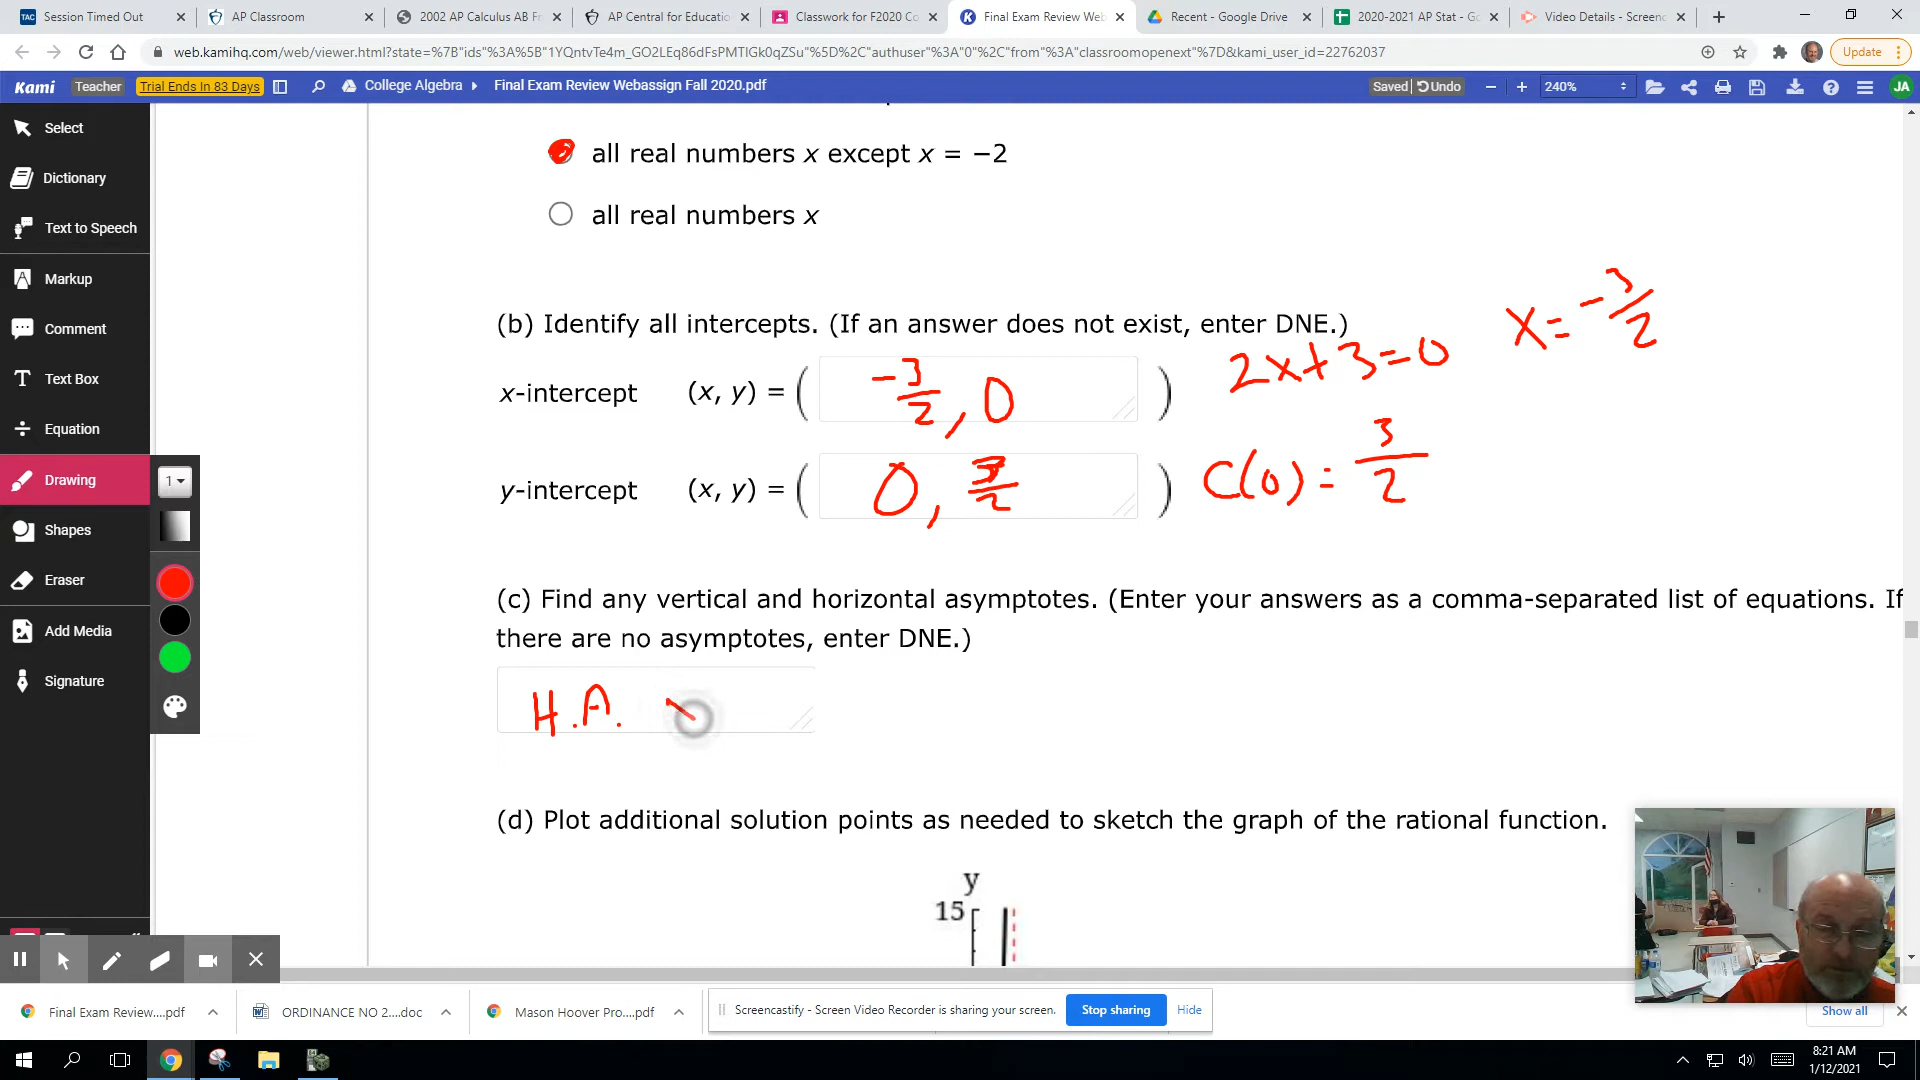 Session Timed Out
AP Classroom
2002 AP Calculus AB Fr
AP Central for Educatio
Classwork for F2020 Co
Final Exam Review Web
Recent - Google Drive
2020-2021 AP Stat - Go
Video Details - Screenc
web.kamihq.com/web/viewer.html?state=%7B"ids"%3A%5B"1YQntvTe4m_GO2LEq86dFsPMTIGk0qZSu"%5D%2C"authuser"%3A"0"%2C"from"%3A"classroomopenext"%7D&kami_user_id=22762037
Update
Kami
Teacher
Trial Ends In 83 Days
College Algebra
Final Exam Review Webassign Fall 2020.pdf
Saved
Undo
240%
JA
Select
Dictionary
Text to Speech
Markup
Comment
Text Box
Equation
Drawing
Shapes
Eraser
Add Media
Signature
1
all real numbers x except x = −2
all real numbers x
(b) Identify all intercepts. (If an answer does not exist, enter DNE.)
x = -3/2
2x+3=0
x-intercept (x, y) = ( -3/2, 0 )
y-intercept (x, y) = ( 0, 3/2 ) C(0) = 3/2
(c) Find any vertical and horizontal asymptotes. (Enter your answers as a comma-separated list of equations. If
there are no asymptotes, enter DNE.)
H.A.
(d) Plot additional solution points as needed to sketch the graph of the rational function.
y
15
Final Exam Review....pdf
ORDINANCE NO 2....doc
Mason Hoover Pro....pdf
Screencastify - Screen Video Recorder is sharing your screen.
Stop sharing
Hide
Show all
8:21 AM
1/12/2021